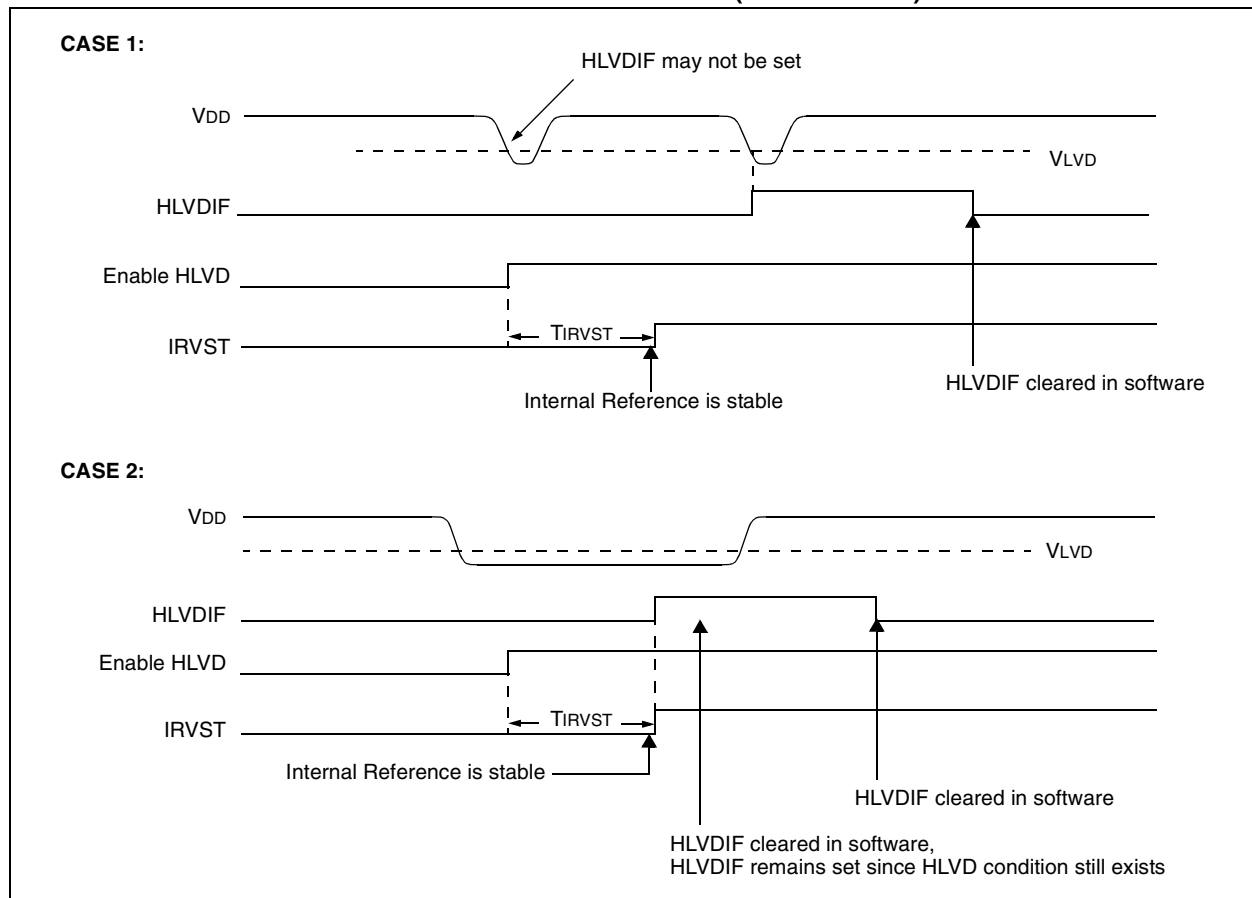 CASE 1:
HLVDIF may not be set
VDD
VLVD
HLVDIF
Enable HLVD
TIRVST
IRVST
HLVDIF cleared in software
Internal Reference is stable
CASE 2:
VDD
VLVD
HLVDIF
Enable HLVD
TIRVST
IRVST
Internal Reference is stable
HLVDIF cleared in software
HLVDIF cleared in software,
HLVDIF remains set since HLVD condition still exists